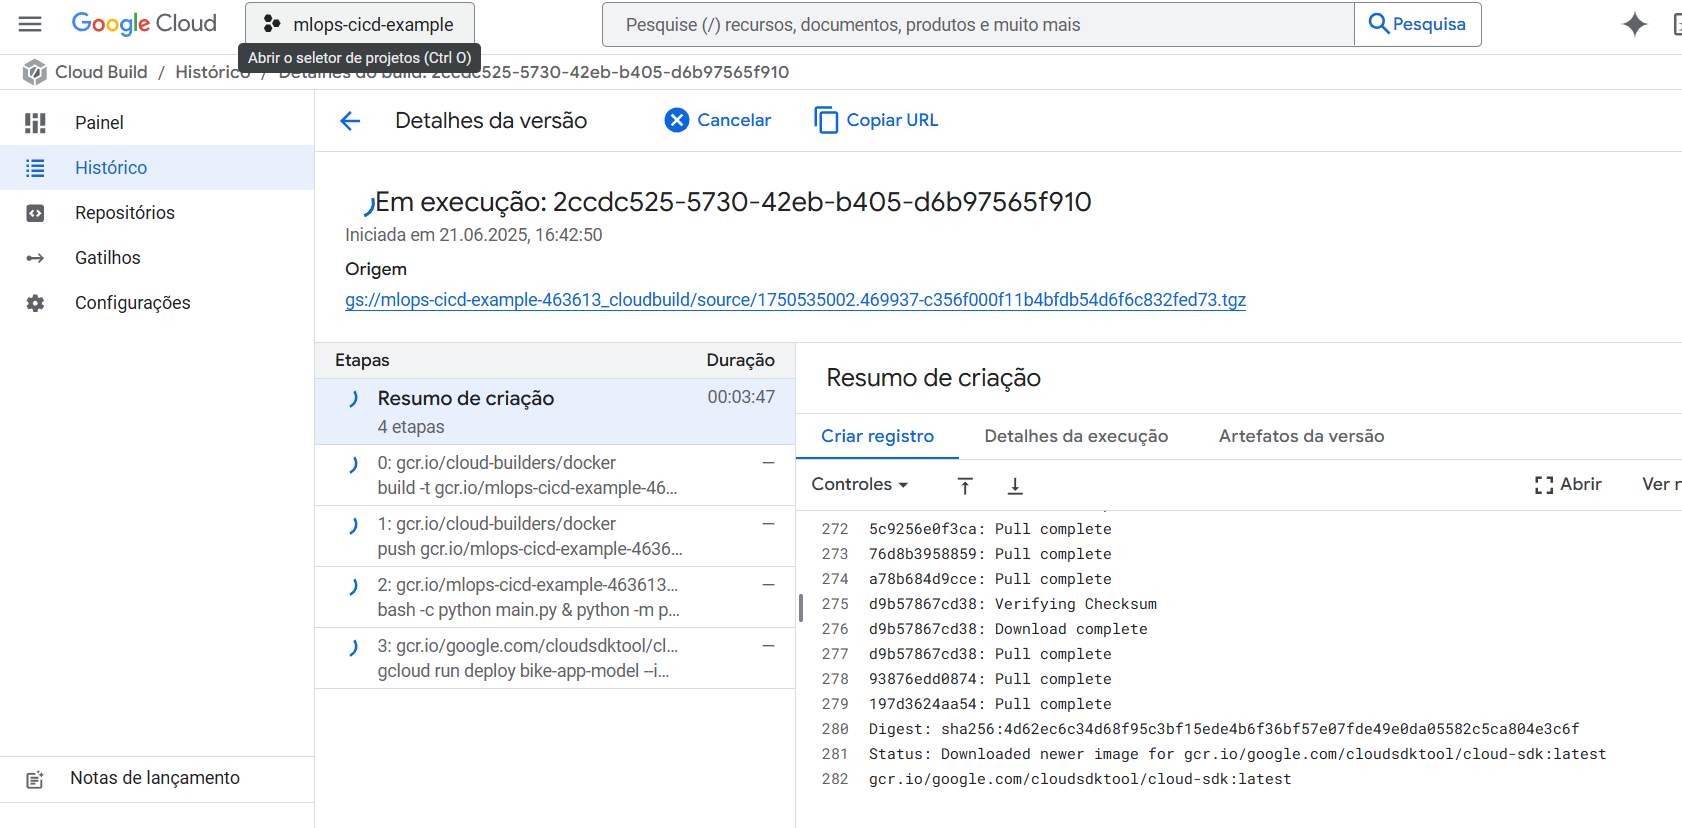 Google Cloud
mlops-cicd-example
Pesquise (/) recursos, documentos, produtos e muito mais
Pesquisa
Abrir o seletor de projetos (Ctrl O)
Cloud Build / Histórico / Detalhes do build: 2ccdc525-5730-42eb-b405-d6b97565f910
Painel
Histórico
Repositórios
Gatilhos
Configurações
Notas de lançamento
Detalhes da versão
Cancelar
Copiar URL
Em execução: 2ccdc525-5730-42eb-b405-d6b97565f910
Iniciada em 21.06.2025, 16:42:50
Origem
gs://mlops-cicd-example-463613_cloudbuild/source/1750535002.469937-c356f000f11b4bfdb54d6f6c832fed73.tgz
Etapas Duração
Resumo de criação 00:03:47
4 etapas
0: gcr.io/cloud-builders/docker —
build -t gcr.io/mlops-cicd-example-46...
1: gcr.io/cloud-builders/docker —
push gcr.io/mlops-cicd-example-4636...
2: gcr.io/mlops-cicd-example-463613... —
bash -c python main.py & python -m p...
3: gcr.io/google.com/cloudsdktool/cl... —
gcloud run deploy bike-app-model --i...
Resumo de criação
Criar registro
Detalhes da execução
Artefatos da versão
Controles
Abrir
Ver
272 5c9256e0f3ca: Pull complete
273 76d8b3958859: Pull complete
274 a78b684d9cce: Pull complete
275 d9b57867cd38: Verifying Checksum
276 d9b57867cd38: Download complete
277 d9b57867cd38: Pull complete
278 93876edd0874: Pull complete
279 197d3624aa54: Pull complete
280 Digest: sha256:4d62ec6c34d68f95c3bf15ede4b6f36bf57e07fde49e0da05582c5ca804e3c6f
281 Status: Downloaded newer image for gcr.io/google.com/cloudsdktool/cloud-sdk:latest
282 gcr.io/google.com/cloudsdktool/cloud-sdk:latest